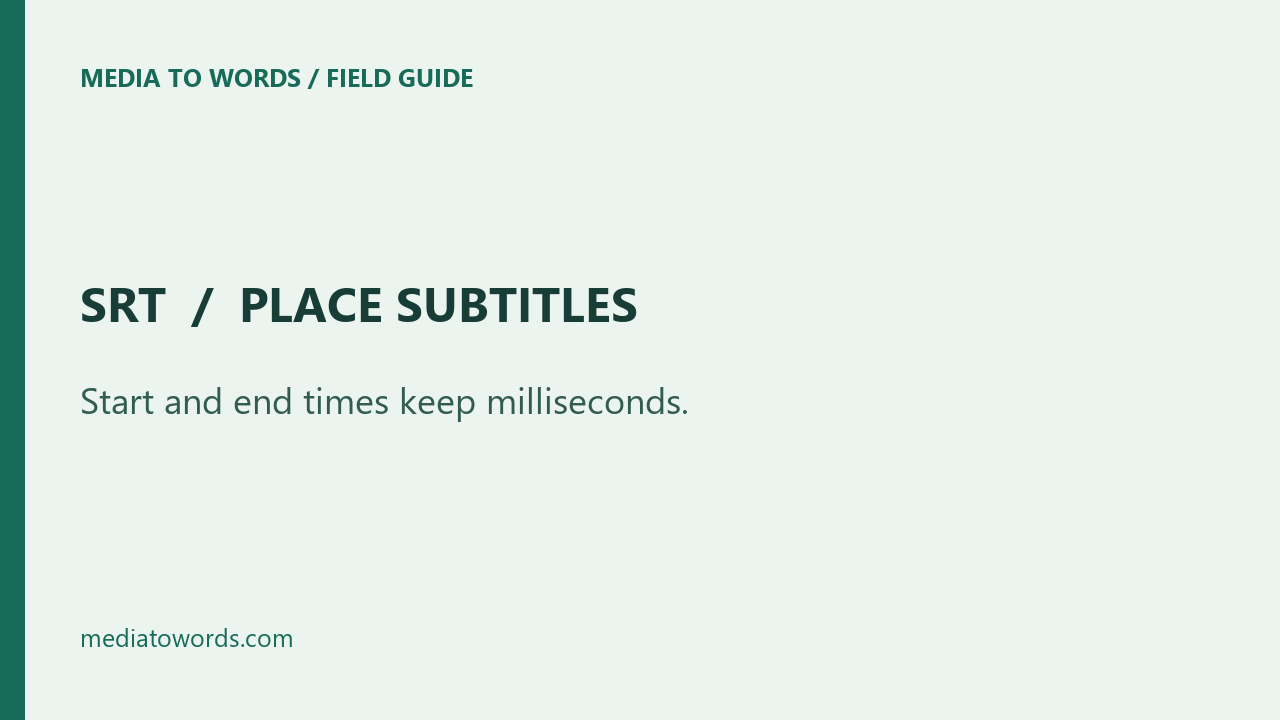 MEDIA TO WORDS / FIELD GUIDE
SRT / PLACE SUBTITLES
Start and end times keep milliseconds.
mediatowords.com